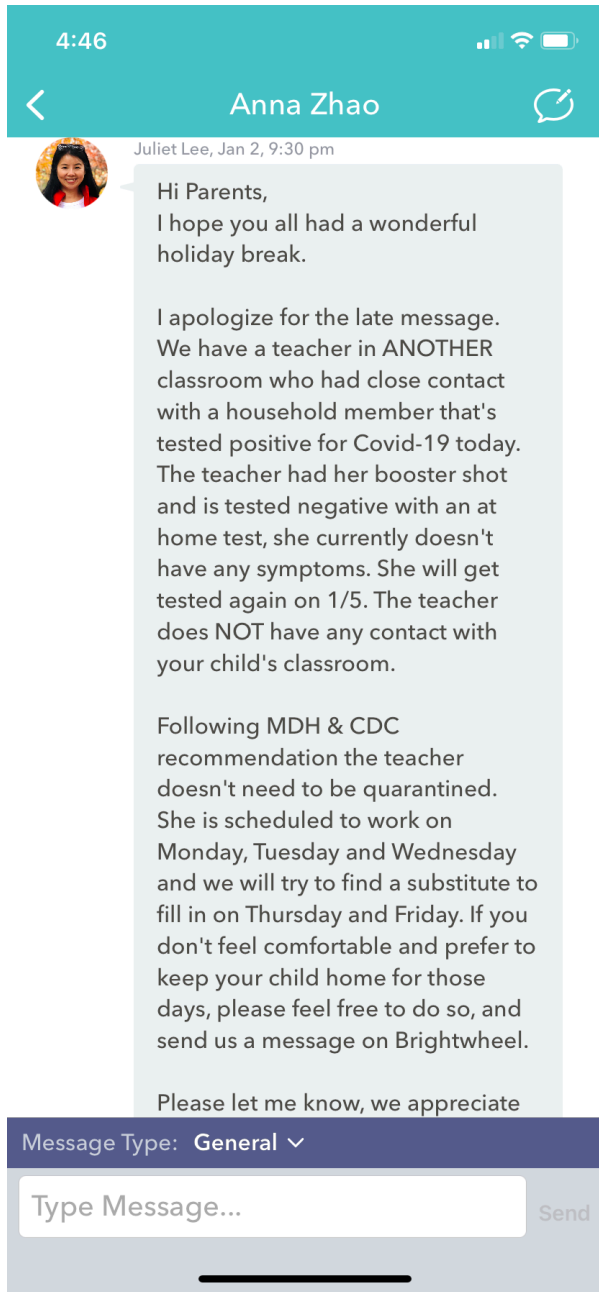 4:46
Anna Zhao
Juliet Lee, Jan 2, 9:30 pm
Hi Parents,
I hope you all had a wonderful
holiday break.
I apologize for the late message.
We have a teacher in ANOTHER
classroom who had close contact
with a household member that's
tested positive for Covid-19 today.
The teacher had her booster shot
and is tested negative with an at
home test, she currently doesn't
have any symptoms. She will get
tested again on 1/5. The teacher
does NOT have any contact with
your child's classroom.
Following MDH & CDC
recommendation the teacher
doesn't need to be quarantined.
She is scheduled to work on
Monday, Tuesday and Wednesday
and we will try to find a substitute to
fill in on Thursday and Friday. If you
don't feel comfortable and prefer to
keep your child home for those
days, please feel free to do so, and
send us a message on Brightwheel.
Please let me know, we appreciate
Message Type: General
Type Message...
Send